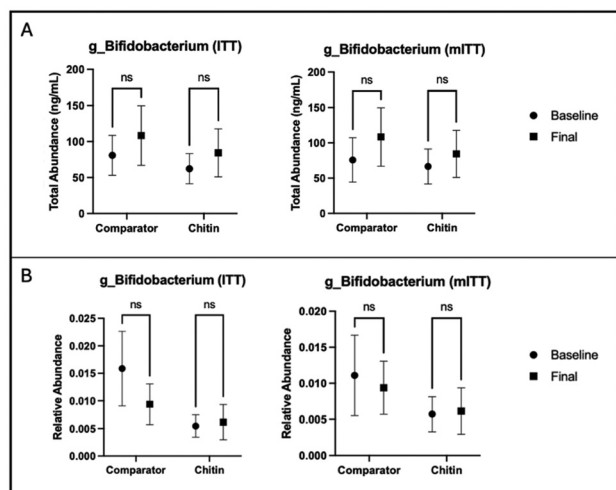 A
g_Bifidobacterium (ITT)
Total Abundance (ng/mL)
200
150
100
50
0
ns
ns
Comparator
Chitin
g_Bifidobacterium (mITT)
Total Abundance (ng/mL)
200
150
100
50
0
ns
ns
Comparator
Chitin
Baseline
Final
B
g_Bifidobacterium (ITT)
Relative Abundance
0.025
0.020
0.015
0.010
0.005
0.000
ns
ns
Comparator
Chitin
g_Bifidobacterium (mITT)
Relative Abundance
0.020
0.015
0.010
0.005
0.000
ns
ns
Comparator
Chitin
Baseline
Final